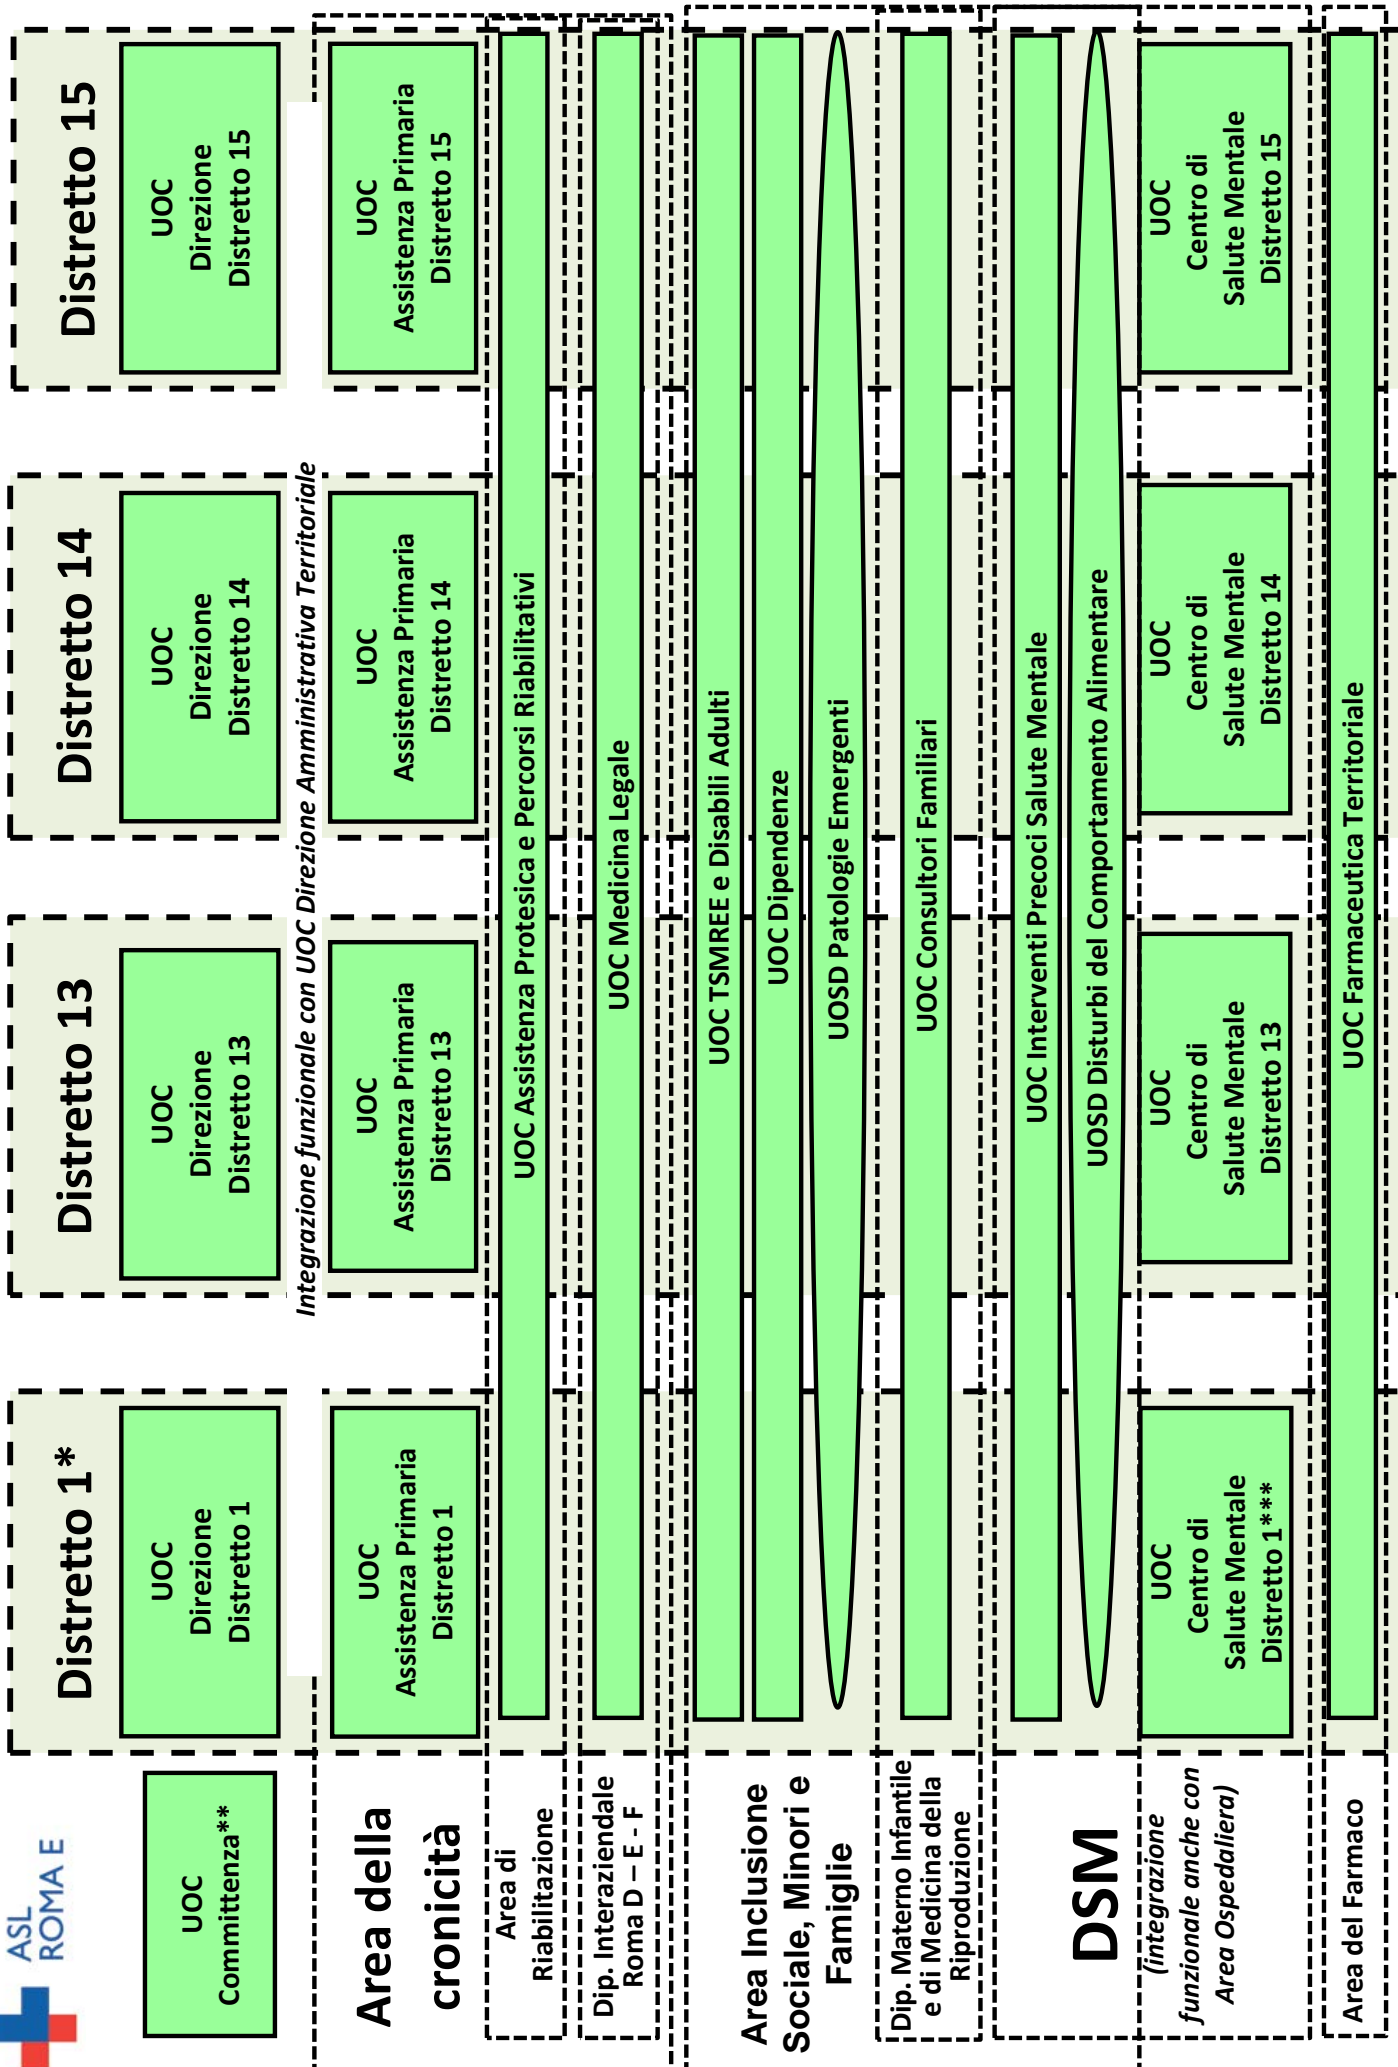 ASL
ROMA E
Distretto 1*
Distretto 13
Distretto 14
Distretto 15
UOC
Committenza**
UOC
Direzione
Distretto 1
UOC
Direzione
Distretto 13
UOC
Direzione
Distretto 14
UOC
Direzione
Distretto 15
Integrazione funzionale con UOC Direzione Amministrativa Territoriale
Area della
cronicità
UOC
Assistenza Primaria
Distretto 1
UOC
Assistenza Primaria
Distretto 13
UOC
Assistenza Primaria
Distretto 14
UOC
Assistenza Primaria
Distretto 15
Area di
Riabilitazione
UOC Assistenza Protesica e Percorsi Riabilitativi
Dip. Interaziendale
Roma D – E - F
UOC Medicina Legale
Area Inclusione
Sociale, Minori e
Famiglie
UOC TSMREE e Disabili Adulti
UOC Dipendenze
UOSD Patologie Emergenti
Dip. Materno Infantile
e di Medicina della
Riproduzione
UOC Consultori Familiari
DSM
(integrazione
funzionale anche con
Area Ospedaliera)
UOC Interventi Precoci Salute Mentale
UOSD Disturbi del Comportamento Alimentare
UOC
Centro di
Salute Mentale
Distretto 1***
UOC
Centro di
Salute Mentale
Distretto 13
UOC
Centro di
Salute Mentale
Distretto 14
UOC
Centro di
Salute Mentale
Distretto 15
Area del Farmaco
UOC Farmaceutica Territoriale